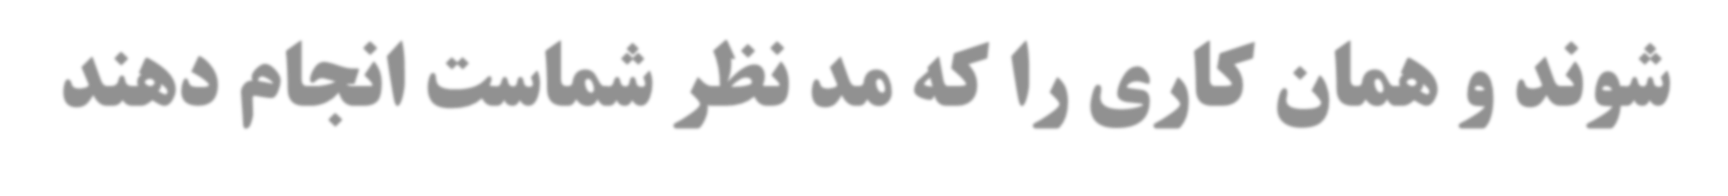 شوند و همان کاری را که مد نظر شماست انجام دهند